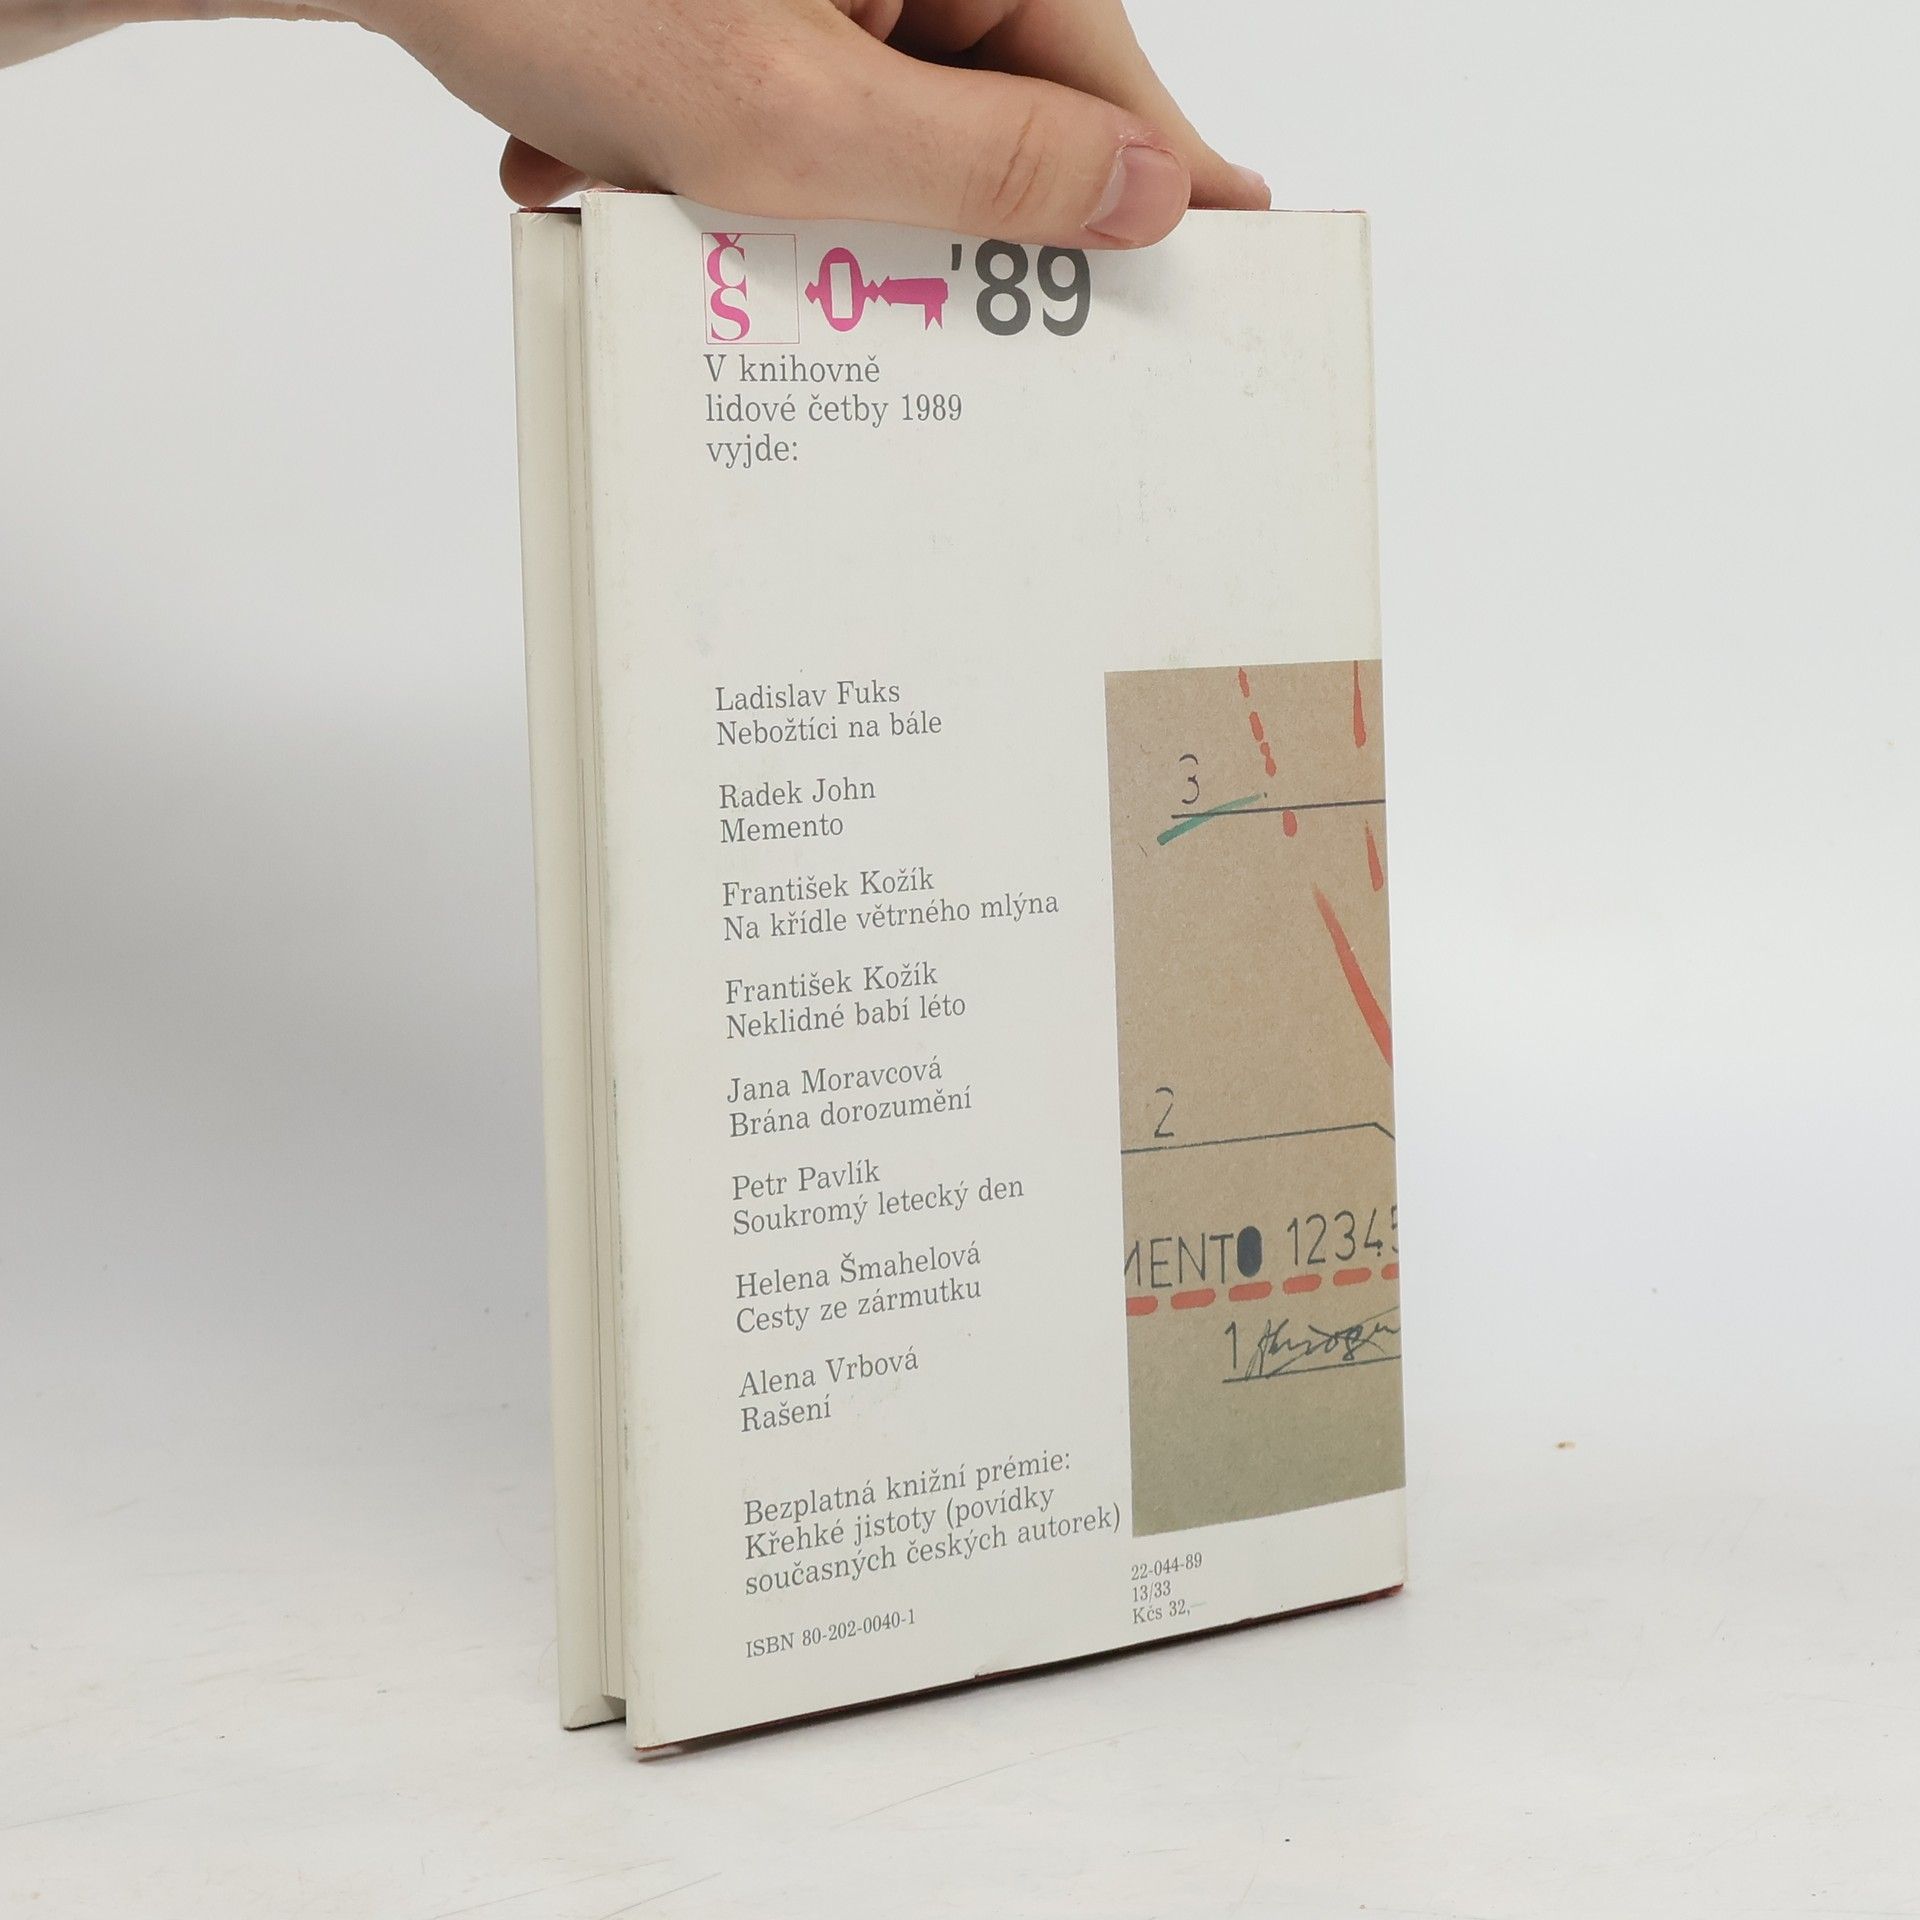 ČS '89
V knihovně
lidové četby 1989
vyjde:
Ladislav Fuks
Nebožtíci na bále
Radek John
Memento
František Kožík
Na křídle větrného mlýna
František Kožík
Neklidné babí léto
Jana Moravcová
Brána dorozumění
Petr Pavlík
Soukromý letecký den
Helena Šmahelová
Cesty ze zármutku
Alena Vrbová
Rašení
Bezplatná knižní prémie:
Křehké jistoty (povídky
současných českých autorek)
ISBN 80-202-0040-1
3
2
MENTO 12345
1
22-044-89
13/33
Kčs 32,–